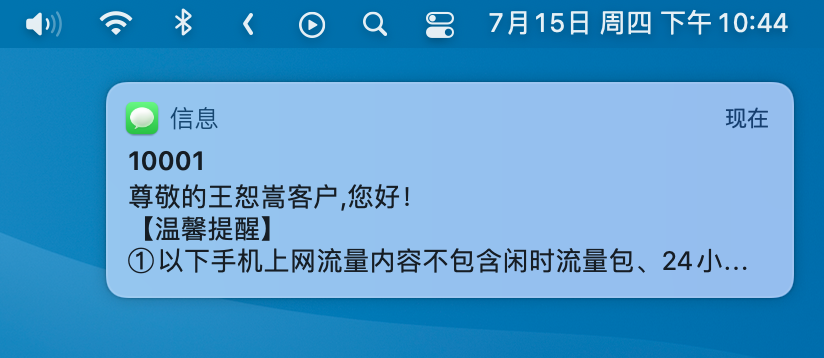 7月15日 周四 下午10:44
信息 现在
10001
尊敬的王恕嵩客户,您好！
【温馨提醒】
①以下手机上网流量内容不包含闲时流量包、24小...